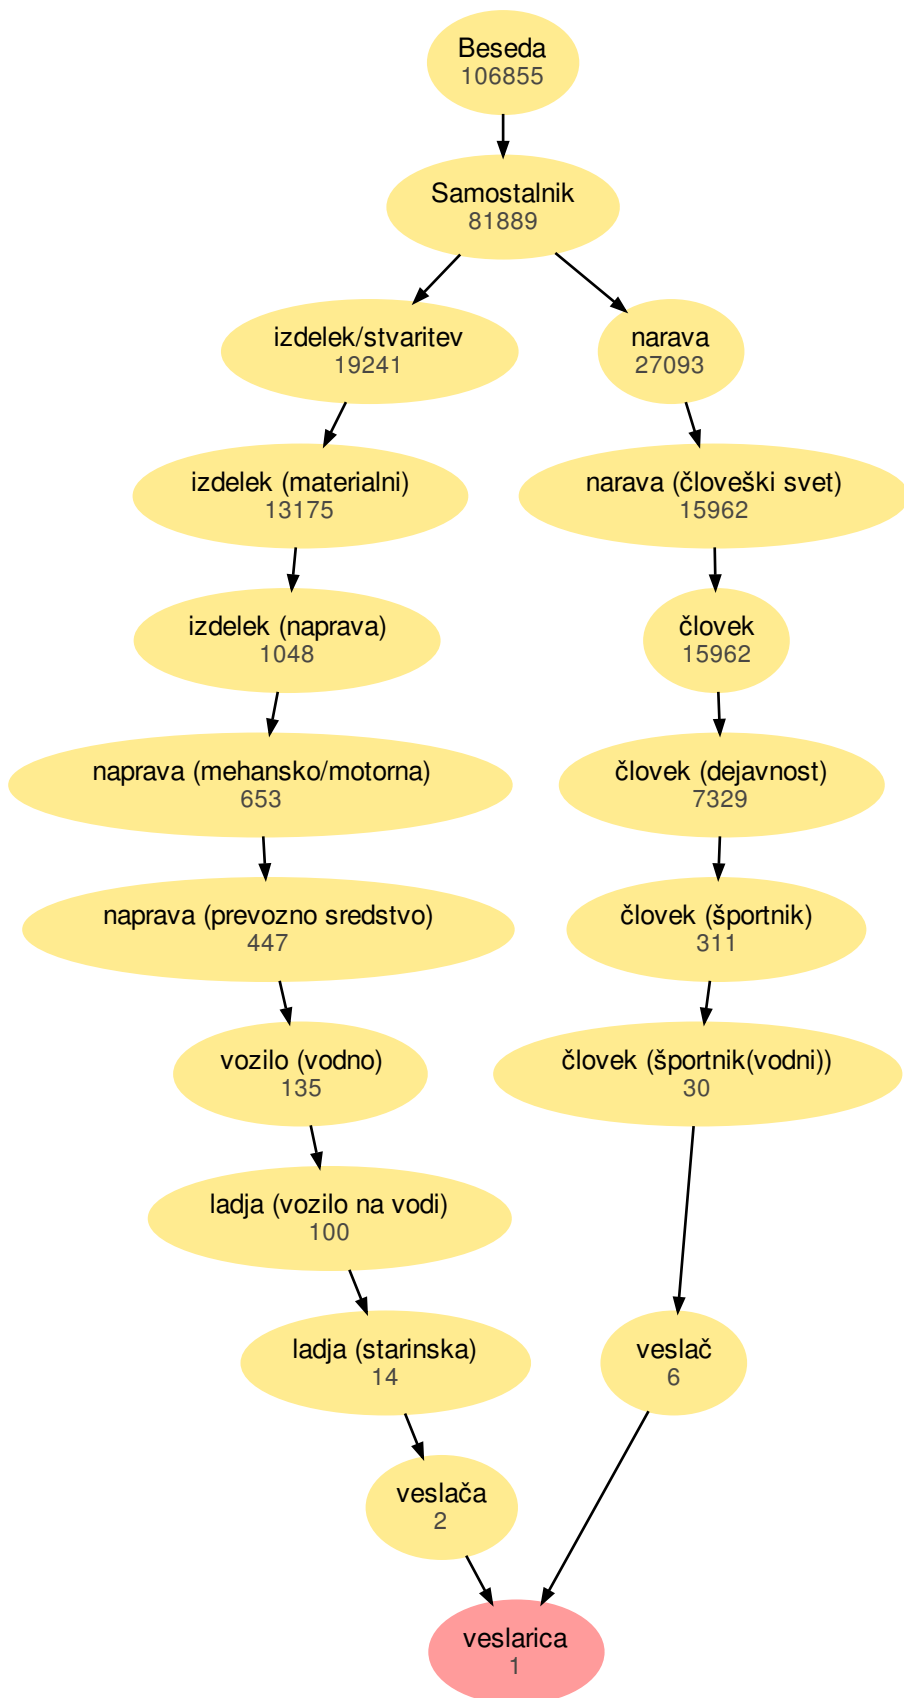 Beseda
106855
Samostalnik
81889
izdelek/stvaritev
19241
narava
27093
izdelek (materialni)
13175
narava (človeški svet)
15962
izdelek (naprava)
1048
človek
15962
naprava (mehansko/motorna)
653
človek (dejavnost)
7329
naprava (prevozno sredstvo)
447
človek (športnik)
311
vozilo (vodno)
135
človek (športnik(vodni))
30
ladja (vozilo na vodi)
100
ladja (starinska)
14
veslač
6
veslača
2
veslarica
1